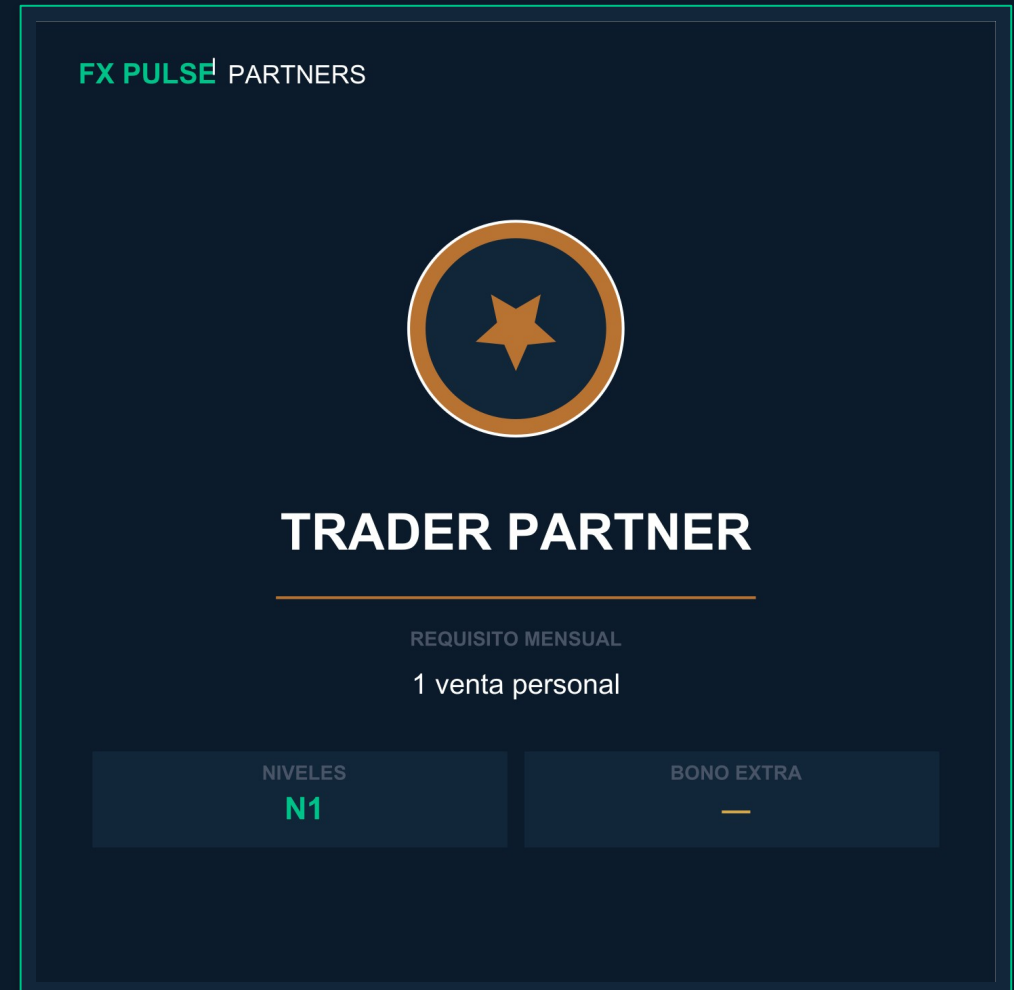 FX PULSE | PARTNERS
TRADER PARTNER
REQUISITO MENSUAL
1 venta personal
NIVELES
N1
BONO EXTRA
—